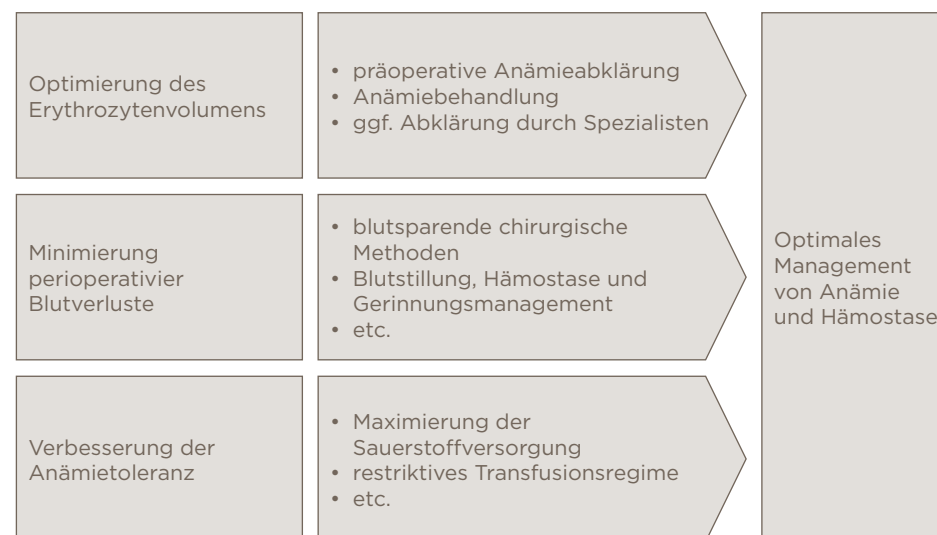 Optimierung des
Erythrozytenvolumens
• präoperative Anämieabklärung
• Anämiebehandlung
• ggf. Abklärung durch Spezialisten
Minimierung
perioperativier
Blutverluste
• blutsparende chirurgische
Methoden
• Blutstillung, Hämostase und
Gerinnungsmanagement
• etc.
Verbesserung der
Anämietoleranz
• Maximierung der
Sauerstoffversorgung
• restriktives Transfusionsregime
• etc.
Optimales
Management
von Anämie
und Hämostase